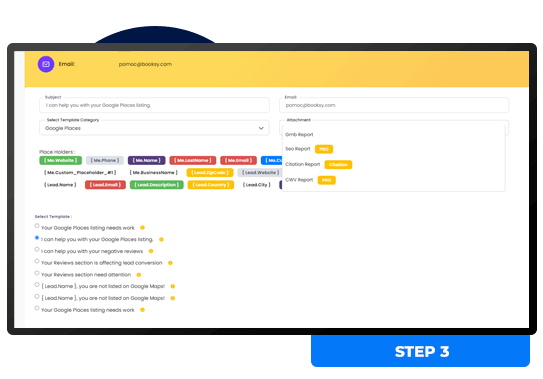 Email: pomoc@booksy.com
Subject Email:
I can help you with your Google Places listing. pomoc@booksy.com
Select Template Category Attachment
Google Places
Gmb Report
Place Holders :
Seo Report PNG
[ Me.Website ] [ Me.Phone ] [ Me.Name ] [ Me.LastName ] [ Me.Email ]
Citation Report Citation
[ Me.Custom_Placeholder_#1 ] [ Me.BusinessName ] [ Lead.ZipCode ] [ Lead.Website ]
CWV Report PNG
[ Lead.Name ] [ Lead.Email ] [ Lead.Description ] [ Lead.Country ] [ Lead.City ]
Select Template :
Your Google Places listing needs work
I can help you with your Google Places listing.
I can help you with your negative reviews
Your Reviews section is affecting lead conversion
Your Reviews section need attention
[ Lead.Name ], you are not listed on Google Maps!
[ Lead.Name ], you are not listed on Google Maps!
Your Google Places listing needs work
STEP 3